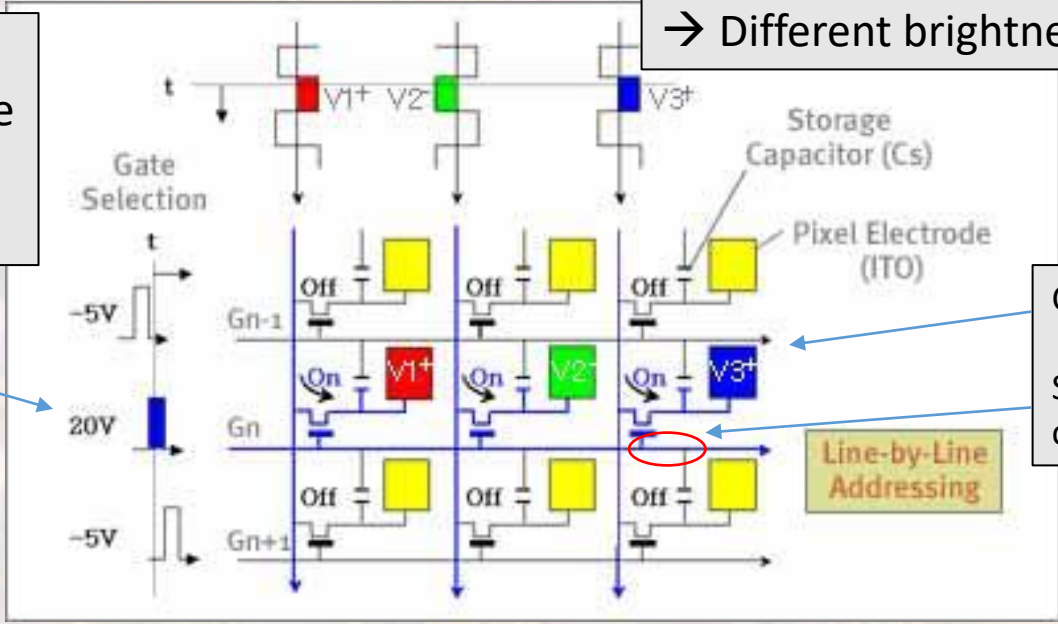 → Different brightne
e
t
V1+ V2- V3+
Storage
Capacitor (Cs)
Gate
Selection
t
Pixel Electrode
(ITO)
Off Off Off
-5V
Gn-1
On V1+ On V2- On V3+
20V
Gn
Line-by-Line
Addressing
Off Off Off
-5V
Gn+1